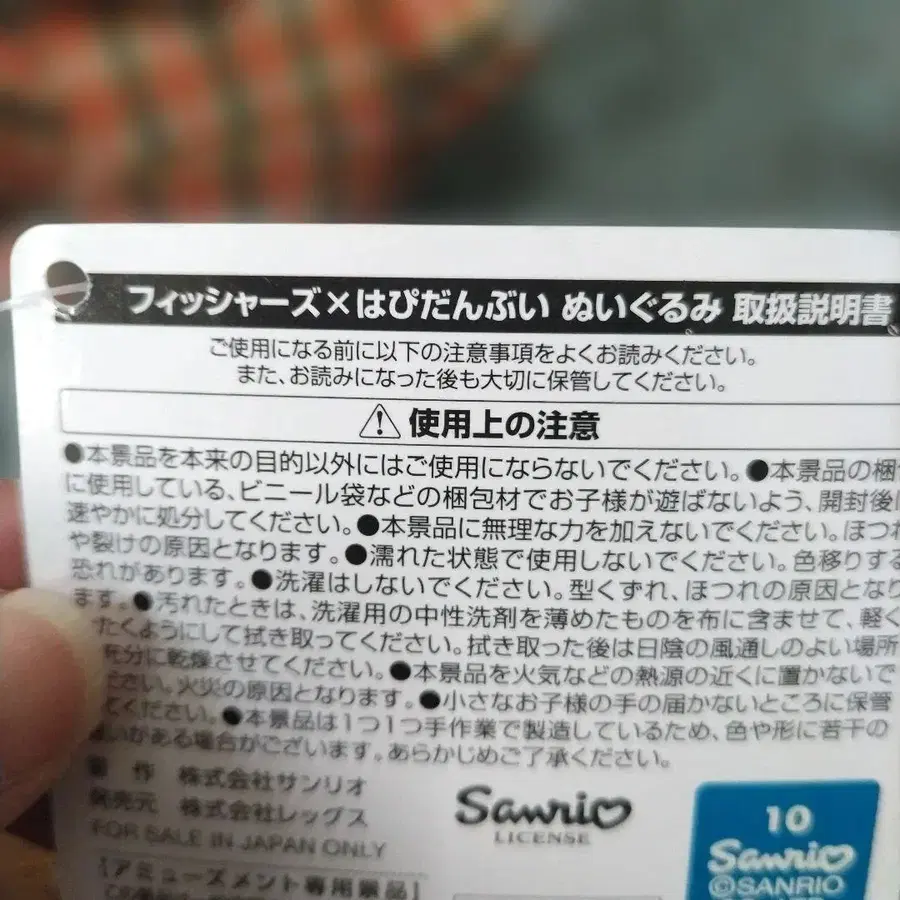 フィッシャーズ×はぴだんぶい ぬいぐるみ 取扱説明書
ご使用になる前に以下の注意事項をよくお読みください。
また、お読みになった後も大切に保管してください。
使用上の注意
●本景品を本来の目的以外にはご使用にならないでください。●本景品の梱
に使用している、ビニール袋などの梱包材でお子様が遊ばないよう、開封後
速やかに処分してください。●本景品に無理な力を加えないでください。ほつ
や裂けの原因となります。●濡れた状態で使用しないでください。色移りする
恐れがあります。●洗濯はしないでください。型くずれ、ほつれの原因となり
ます。●汚れたときは、洗濯用の中性洗剤を薄めたものを布に含ませて、軽く
たくようにして拭き取ってください。拭き取った後は日陰の風通しのよい場所
充分に乾燥させてください。●本景品を火気などの熱源の近くに置かないで
ださい。火災の原因となります。●小さなお子様の手の届かないところに保管
てください。●本景品は1つ1つ手作業で製造しているため、色や形に若干の
違いがある場合がございます。あらかじめご了承ください。
製作 株式会社サンリオ
発売元 株式会社レッグス
FOR SALE IN JAPAN ONLY
[アミューズメント専用景品]
Sanrio
LICENSE
10
Sanrio
©SANRIO